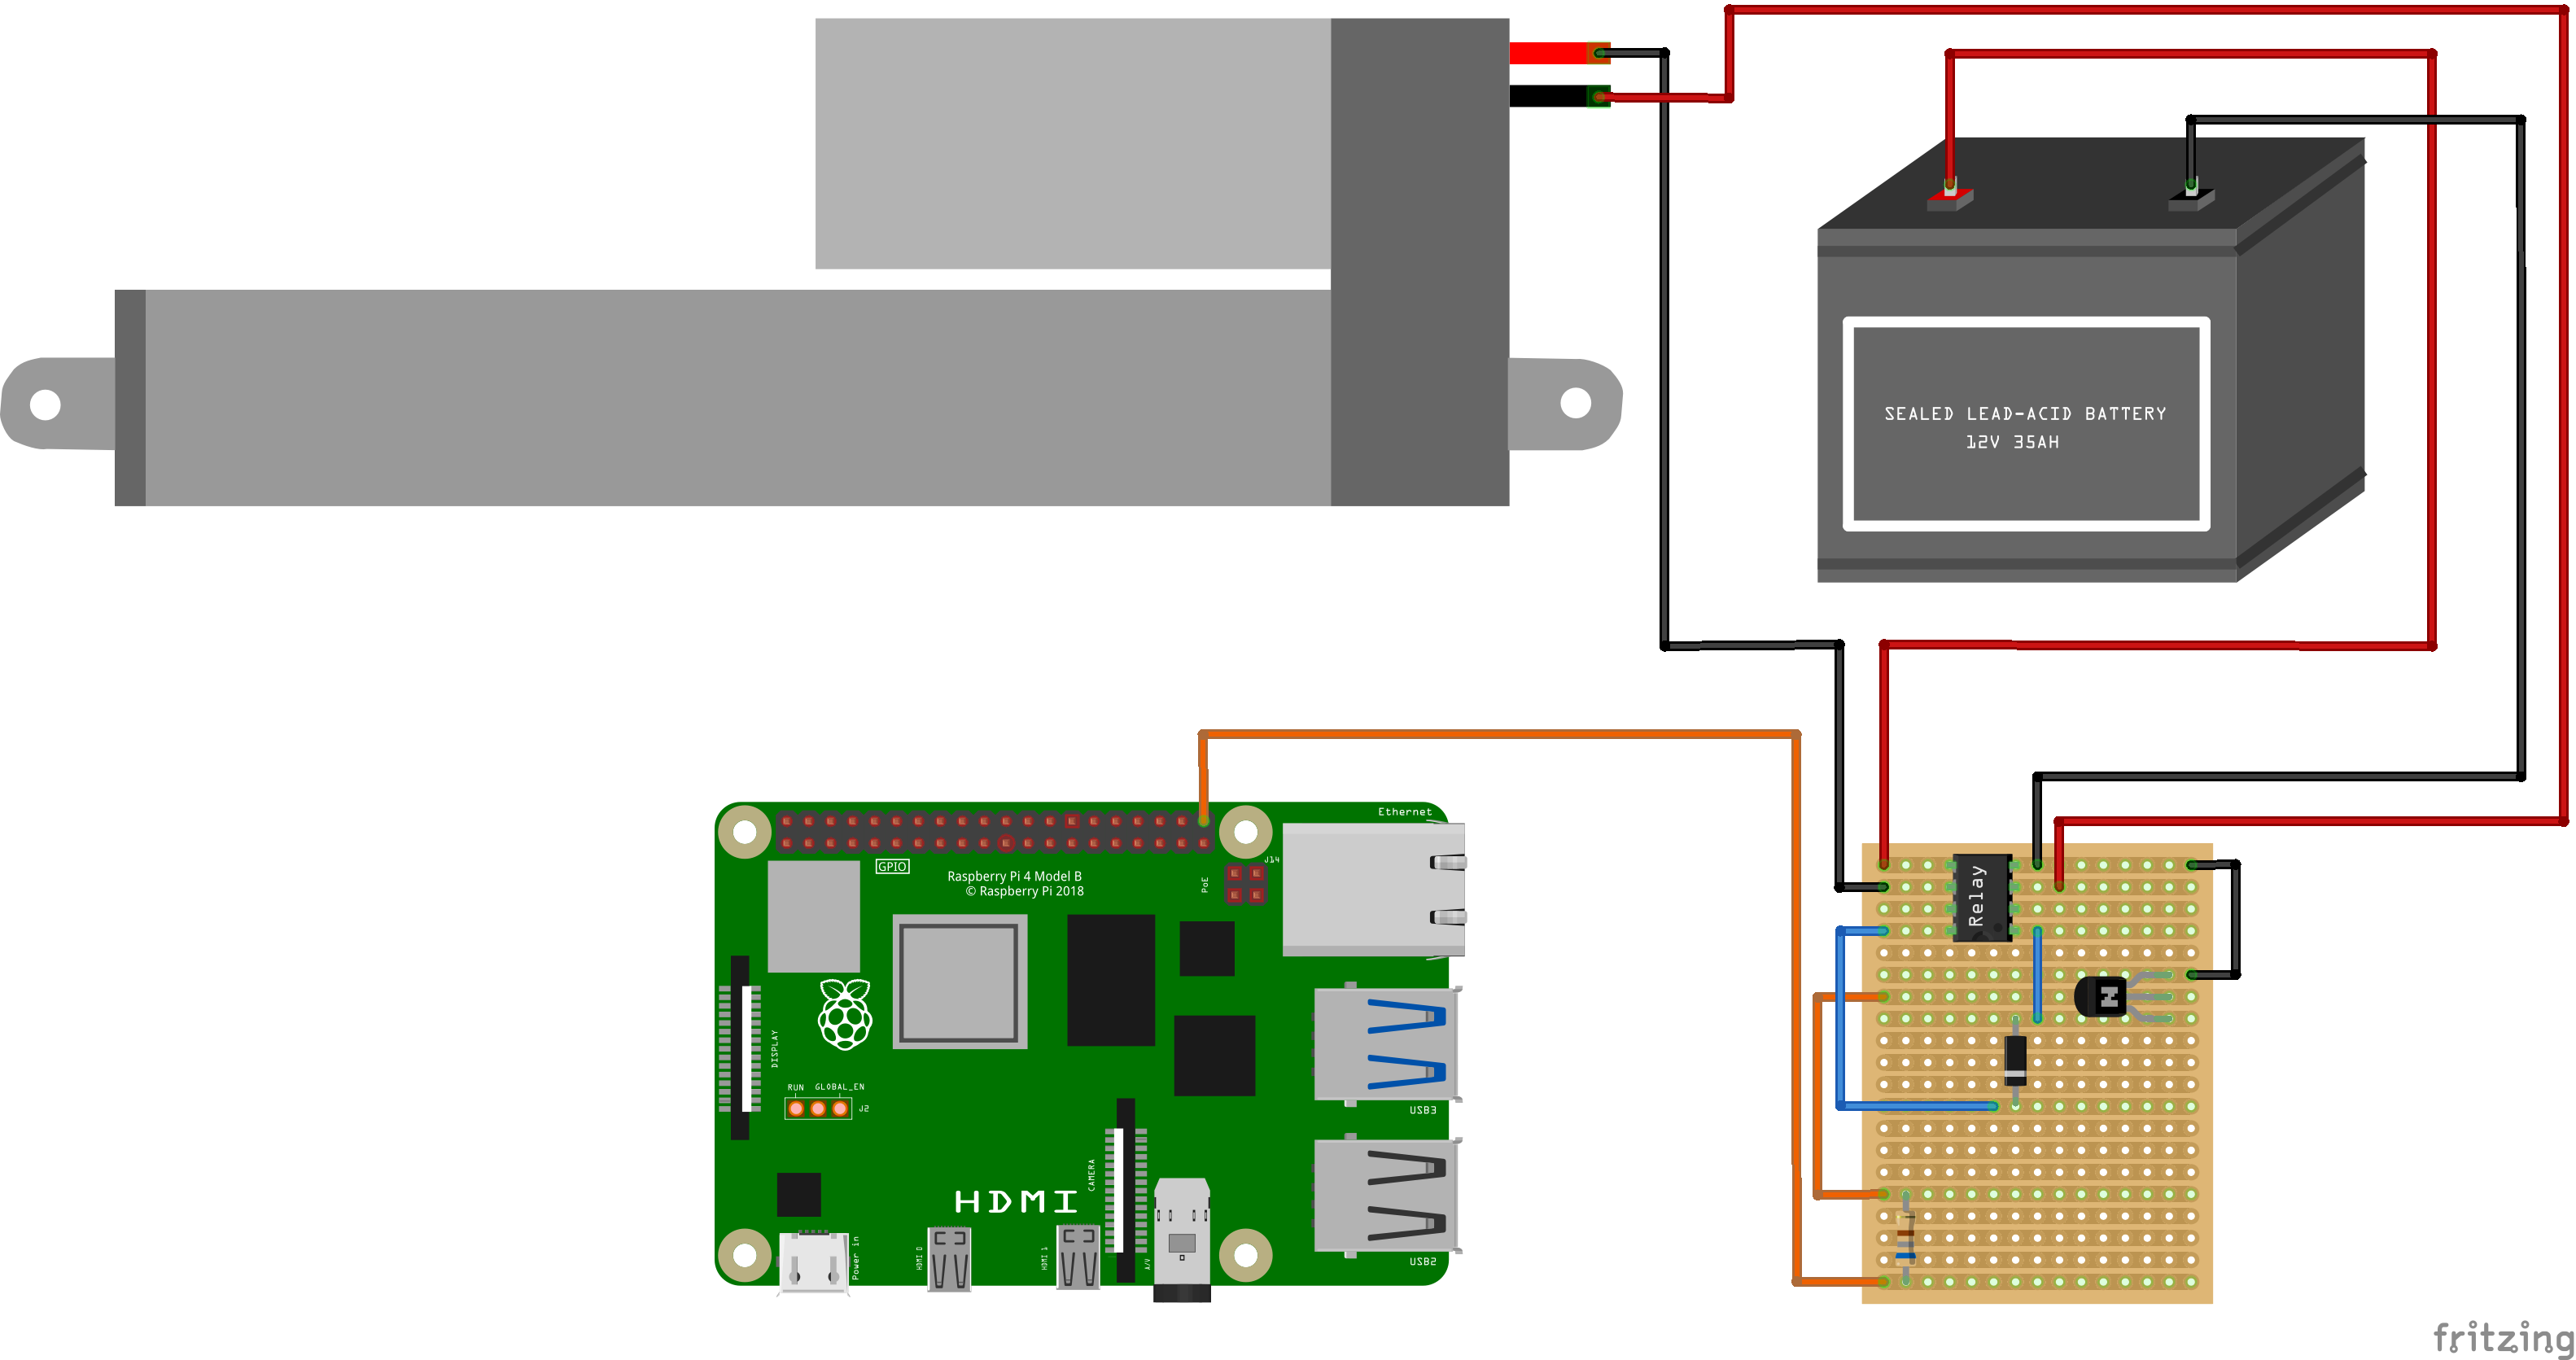 SEALED LEAD-ACID BATTERY
12V 35AH
Ethernet
J14
GPIO
PoE
Raspberry Pi 4 Model B
© Raspberry Pi 2018
Relay
N
DISPLAY
RUN
GLOBAL_EN
J2
USB3
CAMERA
HDMI
Power in
HDMI 0
HDMI 1
A/V
USB2
fritzing